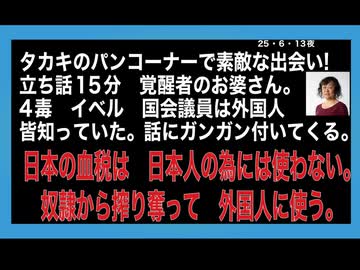 25・6・13夜
タカキのパンコーナーで素敵な出会い!
立ち話15分　覚醒者のお婆さん。
4毒　イベル　国会議員は外国人
皆知っていた。話にガンガン付いてくる。
日本の血税は　日本人の為には使わない。
奴隷から搾り奪って　外国人に使う。